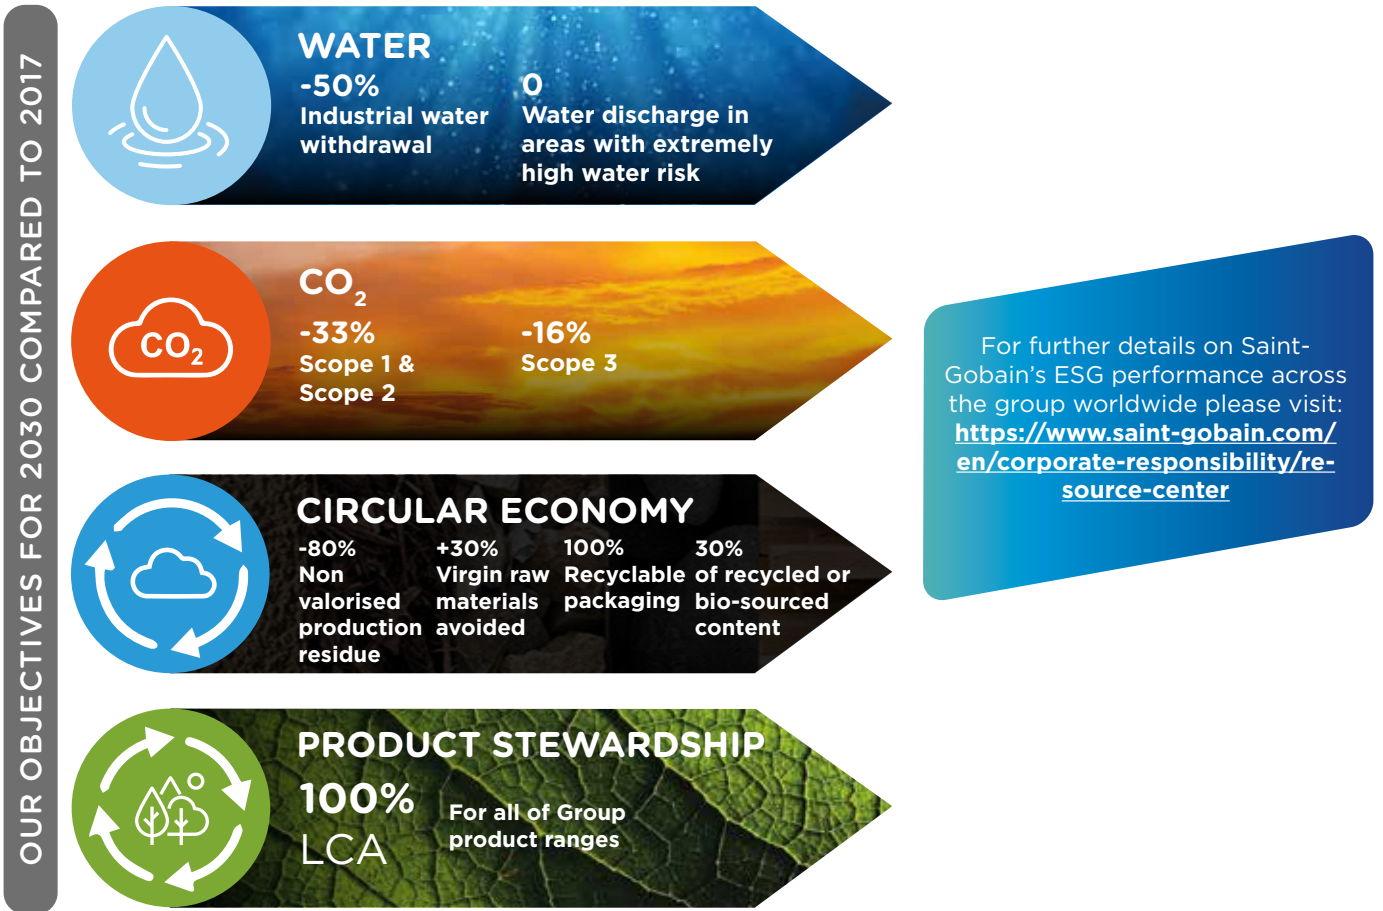 OUR OBJECTIVES FOR 2030 COMPARED TO 2017
WATER
-50%
Industrial water
withdrawal
0
Water discharge in
areas with extremely
high water risk
CO₂
CO₂
-33%
Scope 1 &
Scope 2
-16%
Scope 3
CIRCULAR ECONOMY
-80%
Non
valorised
production
residue
+30%
Virgin raw
materials
avoided
100%
Recyclable
packaging
30%
of recycled or
bio-sourced
content
PRODUCT STEWARDSHIP
100%
LCA
For all of Group
product ranges
For further details on Saint-
Gobain's ESG performance across
the group worldwide please visit:
https://www.saint-gobain.com/
en/corporate-responsibility/re-
source-center